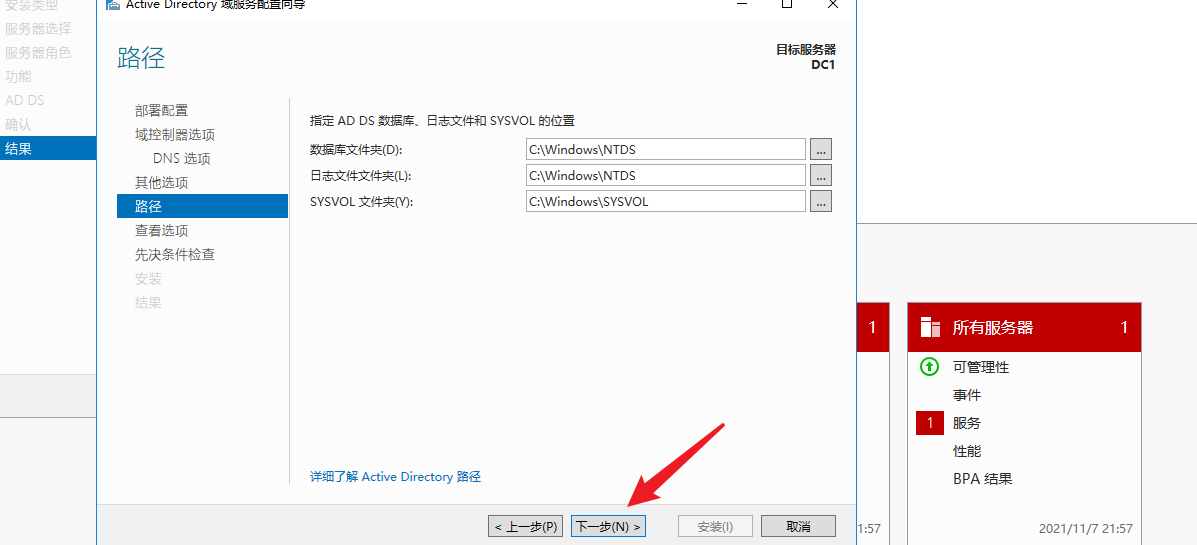 安装类型
服务器选择
服务器角色
功能
AD DS
确认
结果
Active Directory 域服务配置向导
路径
目标服务器
DC1
部署配置
域控制器选项
DNS 选项
其他选项
路径
查看选项
先决条件检查
安装
结果
指定 AD DS 数据库、日志文件和 SYSVOL 的位置
数据库文件夹(D): C:\Windows\NTDS ...
日志文件文件夹(L): C:\Windows\NTDS ...
SYSVOL 文件夹(Y): C:\Windows\SYSVOL ...
详细了解 Active Directory 路径
< 上一步(P) 下一步(N) > 安装(I) 取消
1
1:57
所有服务器 1
可管理性
事件
1 服务
性能
BPA 结果
2021/11/7 21:57